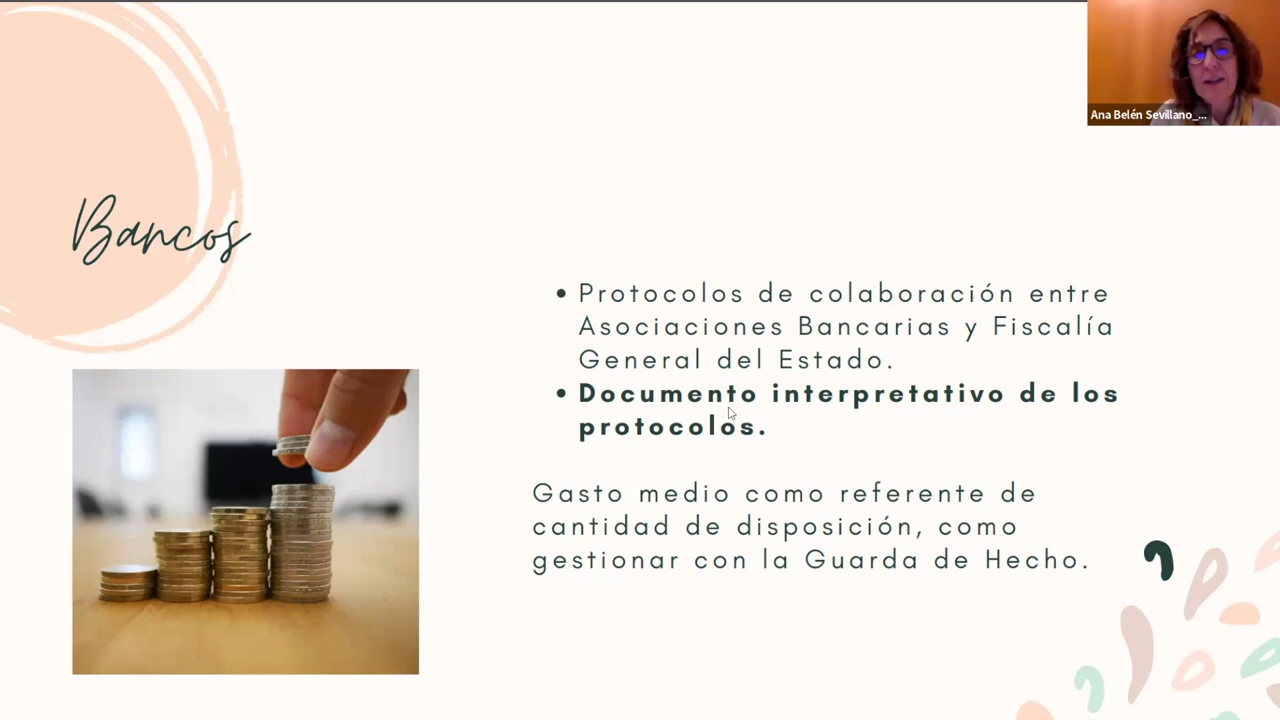 Ana Belén Sevillano_...
Bancos
• Protocolos de colaboración entre
Asociaciones Bancarias y Fiscalía
General del Estado.
• Documento interpretativo de los
protocolos.
Gasto medio como referente de
cantidad de disposición, como
gestionar con la Guarda de Hecho.